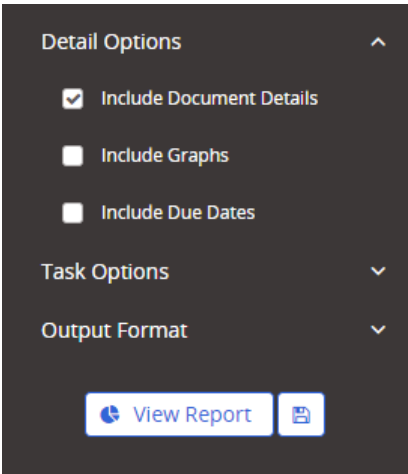 Detail Options
Include Document Details
Include Graphs
Include Due Dates
Task Options
Output Format
View Report